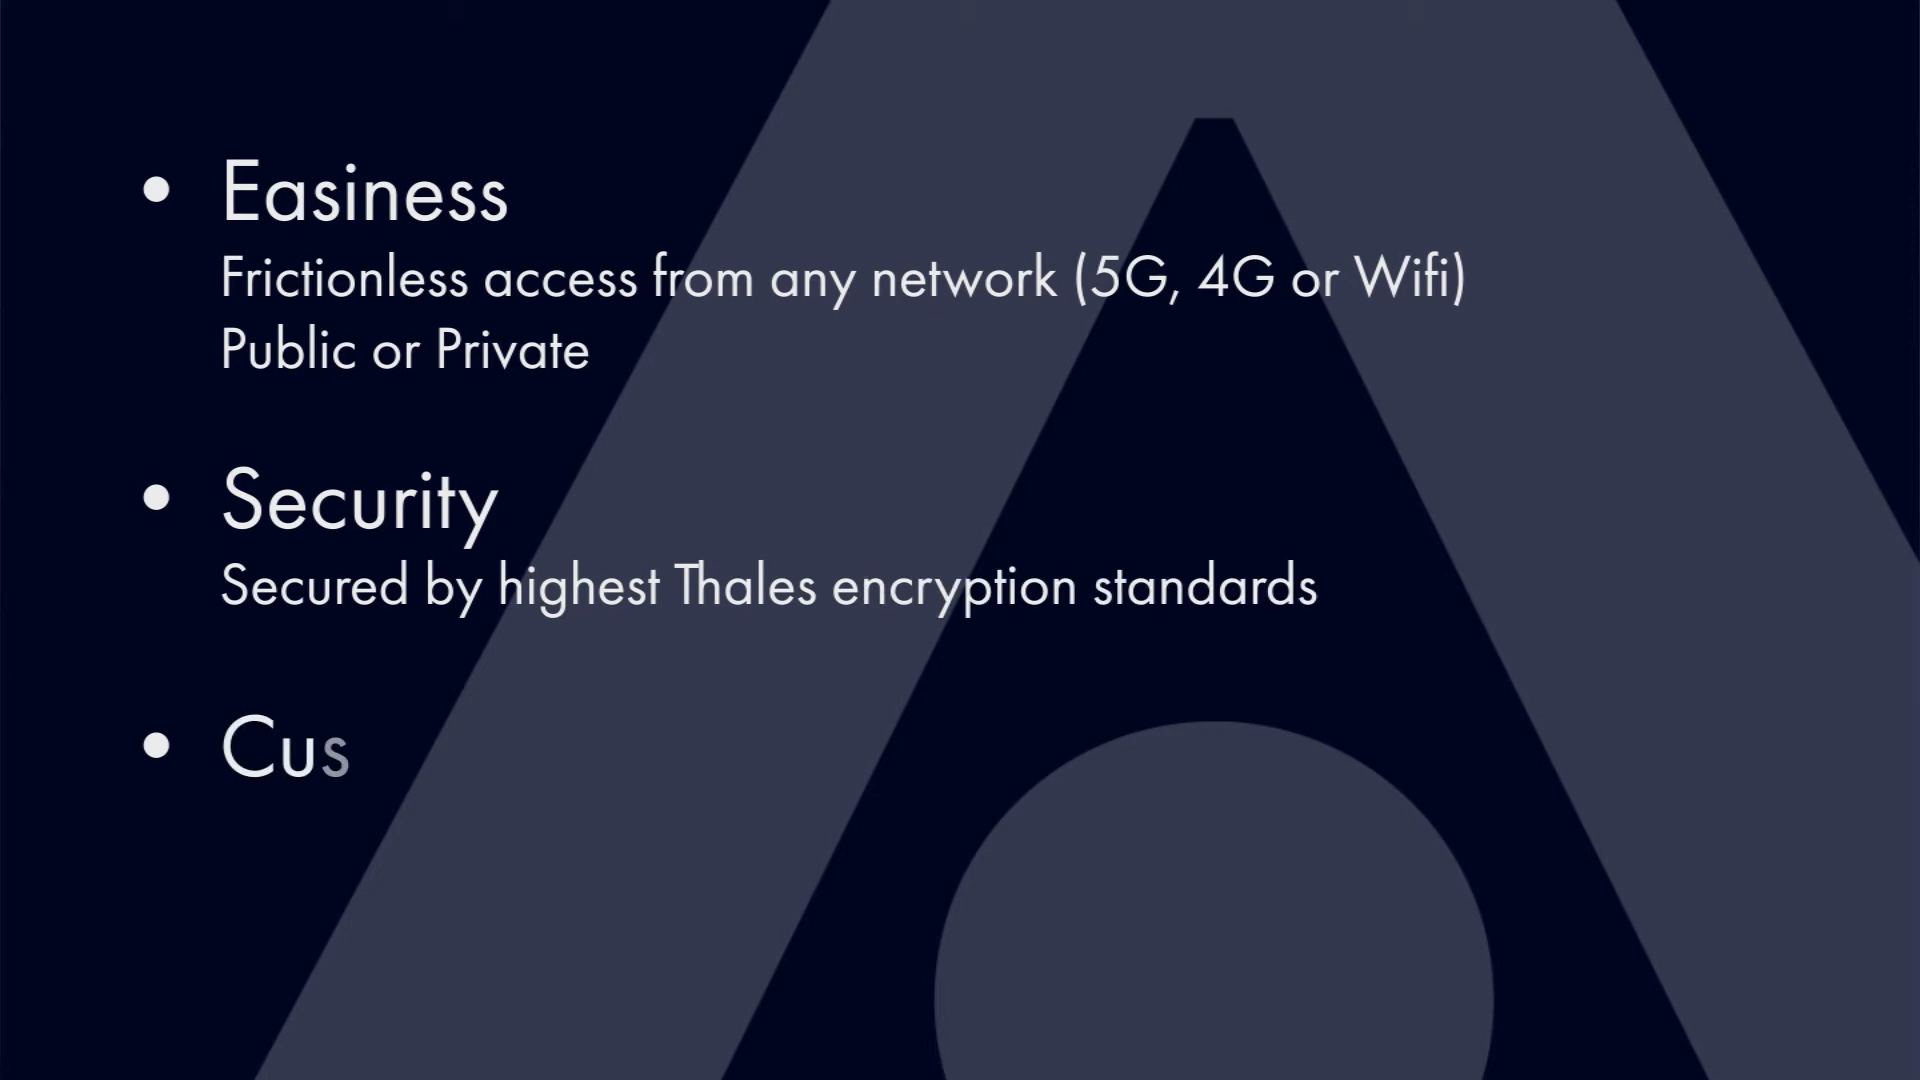 • Easiness
Frictionless access from any network (5G, 4G or Wifi)
Public or Private
• Security
Secured by highest Thales encryption standards
• Cus